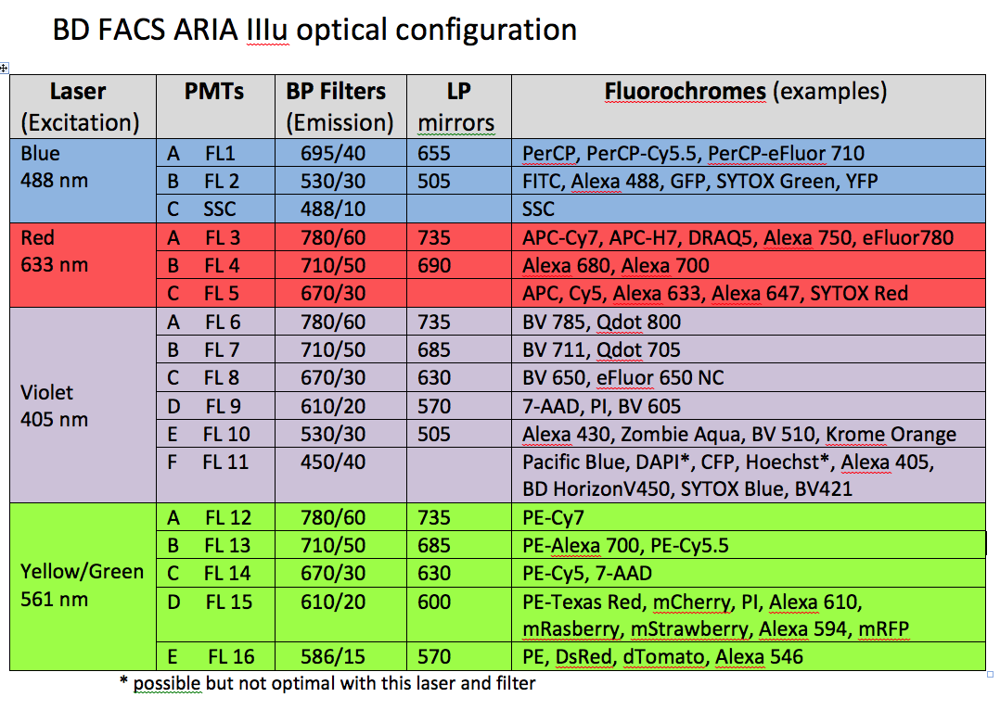 BD FACS ARIA IIIu optical configuration
Laser PMTs BP Filters LP Fluorochromes (examples)
(Excitation) (Emission) mirrors
Blue A FL1 695/40 655 PerCP, PerCP-Cy5.5, PerCP-eFluor 710
488 nm B FL 2 530/30 505 FITC, Alexa 488, GFP, SYTOX Green, YFP
C SSC 488/10 SSC
Red A FL 3 780/60 735 APC-Cy7, APC-H7, DRAQ5, Alexa 750, eFluor780
633 nm B FL 4 710/50 690 Alexa 680, Alexa 700
C FL 5 670/30 APC, Cy5, Alexa 633, Alexa 647, SYTOX Red
A FL 6 780/60 735 BV 785, Qdot 800
B FL 7 710/50 685 BV 711, Qdot 705
C FL 8 670/30 630 BV 650, eFluor 650 NC
Violet
D FL 9 610/20 570 7-AAD, PI, BV 605
405 nm
E FL 10 530/30 505 Alexa 430, Zombie Aqua, BV 510, Krome Orange
F FL 11 450/40 Pacific Blue, DAPI*, CFP, Hoechst*, Alexa 405,
BD HorizonV450, SYTOX Blue, BV421
A FL 12 780/60 735 PE-Cy7
B FL 13 710/50 685 PE-Alexa 700, PE-Cy5.5
Yellow/Green C FL 14 670/30 630 PE-Cy5, 7-AAD
561 nm D FL 15 610/20 600 PE-Texas Red, mCherry, PI, Alexa 610,
mRasberry, mStrawberry, Alexa 594, mRFP
E FL 16 586/15 570 PE, DsRed, dTomato, Alexa 546
* possible but not optimal with this laser and filter